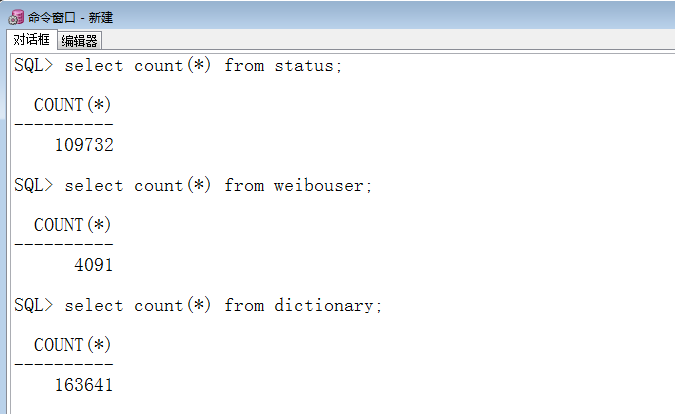 命令窗口 - 新建
对话框 编辑器
SQL> select count(*) from status;
COUNT(*)
----------
109732
SQL> select count(*) from weibouser;
COUNT(*)
----------
4091
SQL> select count(*) from dictionary;
COUNT(*)
----------
163641